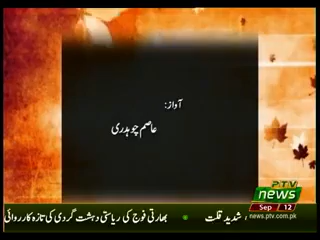 آواز:
عاصم چوہدری
PTV
news
Sep 12
news.ptv.com.pk
شدید قلت • بھارتی فوج کی ریاستی دہشت گردی کی تازہ کارروائی